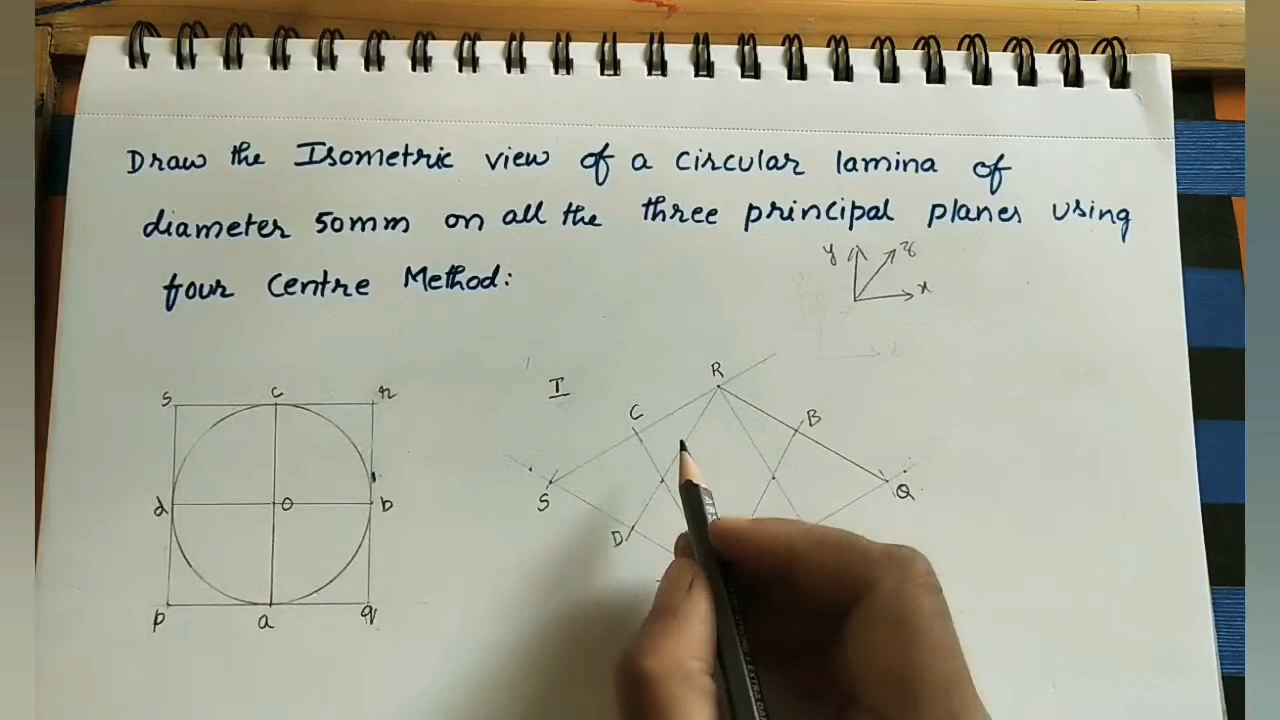 Draw the Isometric view of a circular lamina of
diameter 50mm on all the three principal planes using
four Centre Method:
y z
x
I
R
s c r
C B
S Q
d o b
D
p a q